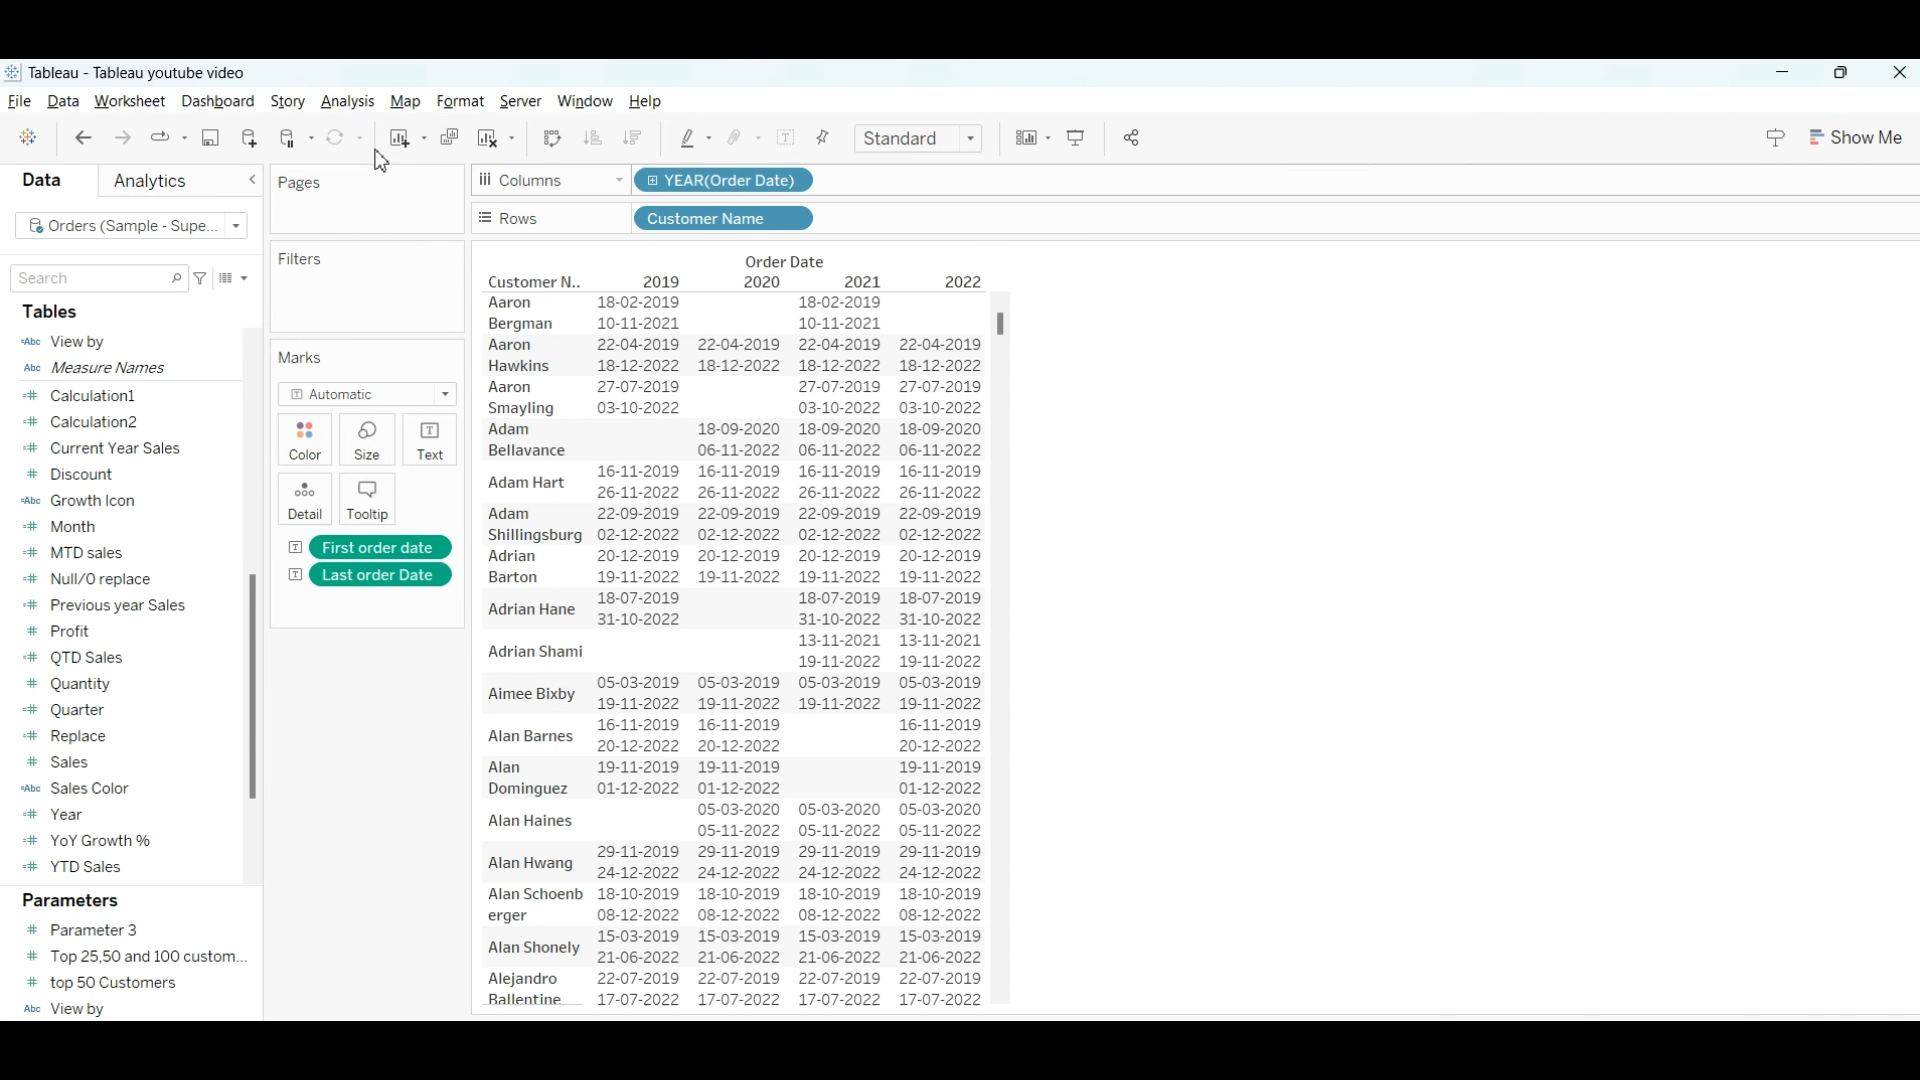 Tableau - Tableau youtube video
File Data Worksheet Dashboard Story Analysis Map Format Server Window Help
Standard
Show Me
Data Analytics
Orders (Sample - Supe...
Search
Tables
Abc View by
Abc Measure Names
Calculation1
Calculation2
Current Year Sales
Discount
Abc Growth Icon
Month
MTD sales
Null/0 replace
Previous year Sales
Profit
QTD Sales
Quantity
Quarter
Replace
Sales
Abc Sales Color
Year
YoY Growth %
YTD Sales
Parameters
Parameter 3
Top 25,50 and 100 custom...
top 50 Customers
Abc View by
Pages
Filters
Marks
Automatic
Color Size Text
Detail Tooltip
First order date
Last order Date
Columns YEAR(Order Date)
Rows Customer Name
Order Date
Customer N.. 2019 2020 2021 2022
Aaron 18-02-2019 18-02-2019
Bergman 10-11-2021 10-11-2021
Aaron 22-04-2019 22-04-2019 22-04-2019 22-04-2019
Hawkins 18-12-2022 18-12-2022 18-12-2022 18-12-2022
Aaron 27-07-2019 27-07-2019 27-07-2019
Smayling 03-10-2022 03-10-2022 03-10-2022
Adam 18-09-2020 18-09-2020 18-09-2020
Bellavance 06-11-2022 06-11-2022 06-11-2022
16-11-2019 16-11-2019 16-11-2019 16-11-2019
Adam Hart
26-11-2022 26-11-2022 26-11-2022 26-11-2022
Adam 22-09-2019 22-09-2019 22-09-2019 22-09-2019
Shillingsburg 02-12-2022 02-12-2022 02-12-2022 02-12-2022
Adrian 20-12-2019 20-12-2019 20-12-2019 20-12-2019
Barton 19-11-2022 19-11-2022 19-11-2022 19-11-2022
18-07-2019 18-07-2019 18-07-2019
Adrian Hane
31-10-2022 31-10-2022 31-10-2022
13-11-2021 13-11-2021
Adrian Shami
19-11-2022 19-11-2022
05-03-2019 05-03-2019 05-03-2019 05-03-2019
Aimee Bixby
19-11-2022 19-11-2022 19-11-2022 19-11-2022
16-11-2019 16-11-2019 16-11-2019
Alan Barnes
20-12-2022 20-12-2022 20-12-2022
Alan 19-11-2019 19-11-2019 19-11-2019
Dominguez 01-12-2022 01-12-2022 01-12-2022
05-03-2020 05-03-2020 05-03-2020
Alan Haines
05-11-2022 05-11-2022 05-11-2022
29-11-2019 29-11-2019 29-11-2019 29-11-2019
Alan Hwang
24-12-2022 24-12-2022 24-12-2022 24-12-2022
Alan Schoenb 18-10-2019 18-10-2019 18-10-2019 18-10-2019
erger 08-12-2022 08-12-2022 08-12-2022 08-12-2022
15-03-2019 15-03-2019 15-03-2019 15-03-2019
Alan Shonely
21-06-2022 21-06-2022 21-06-2022 21-06-2022
Alejandro 22-07-2019 22-07-2019 22-07-2019 22-07-2019
Ballentine 17-07-2022 17-07-2022 17-07-2022 17-07-2022